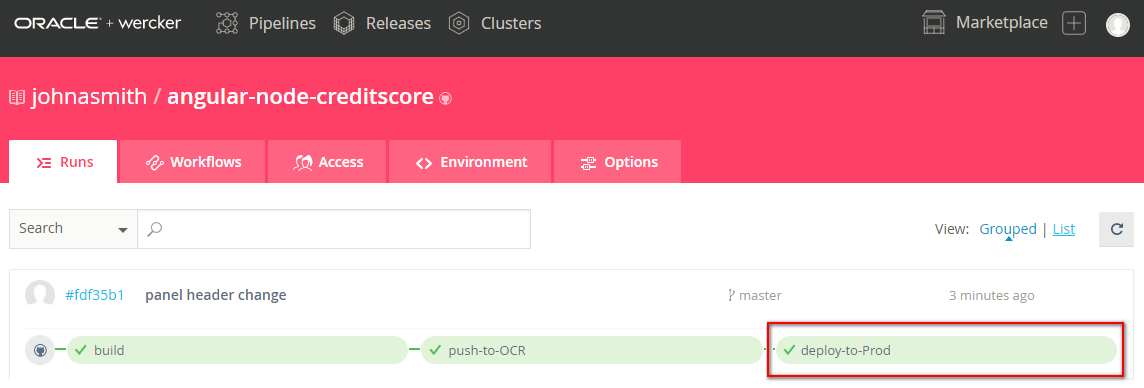 ORACLE + wercker Pipelines Releases Clusters Marketplace
johnasmith / angular-node-creditscore
Runs Workflows Access Environment Options
Search View: Grouped | List
#fdf35b1 panel header change master 3 minutes ago
build push-to-OCR deploy-to-Prod